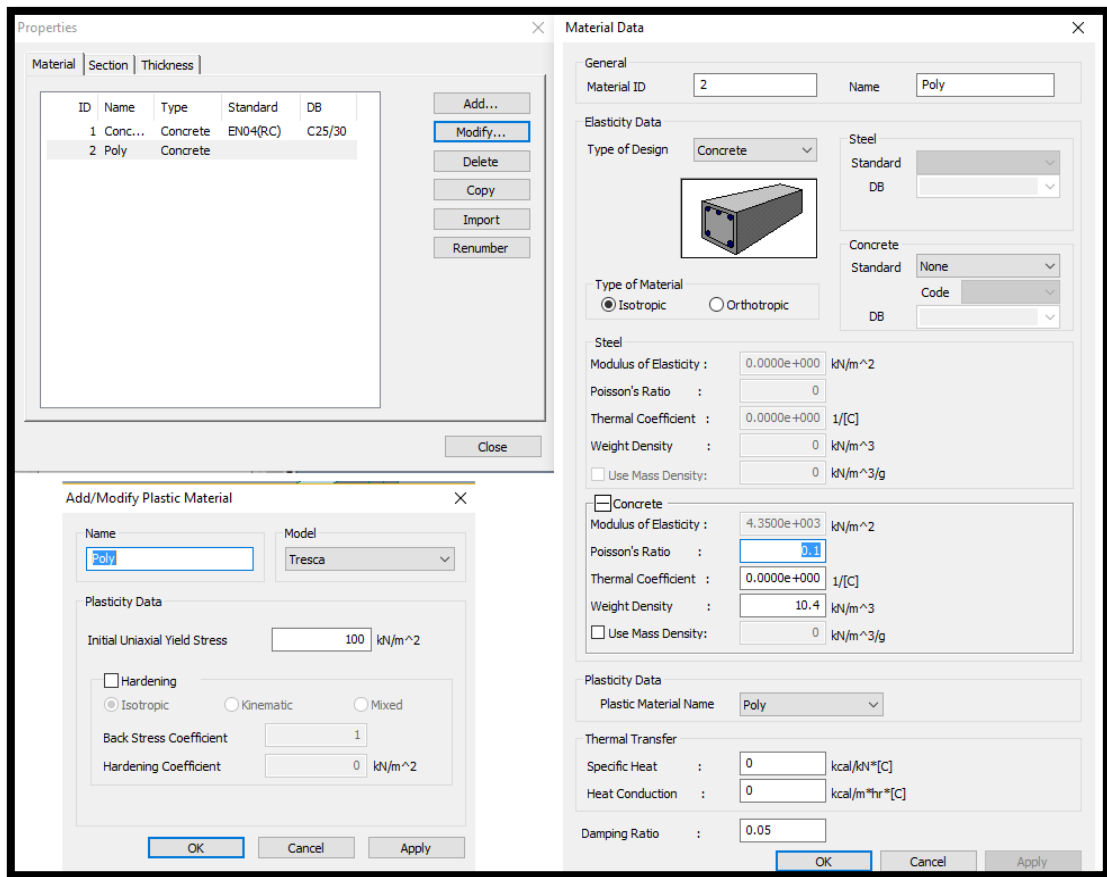 Properties
Material Section Thickness
ID Name Type Standard DB
1 Conc... Concrete EN04(RC) C25/30
2 Poly Concrete
Add...
Modify...
Delete
Copy
Import
Renumber
Close
Add/Modify Plastic Material
Name
Poly
Model
Tresca
Plasticity Data
Initial Uniaxial Yield Stress 100 kN/m^2
Hardening
Isotropic Kinematic Mixed
Back Stress Coefficient 1
Hardening Coefficient 0 kN/m^2
OK Cancel Apply
Material Data
General
Material ID 2 Name Poly
Elasticity Data
Type of Design Concrete
Steel
Standard
DB
Concrete
Standard None
Code
DB
Type of Material
Isotropic Orthotropic
Steel
Modulus of Elasticity : 0.0000e+000 kN/m^2
Poisson's Ratio : 0
Thermal Coefficient : 0.0000e+000 1/[C]
Weight Density : 0 kN/m^3
Use Mass Density: 0 kN/m^3/g
Concrete
Modulus of Elasticity : 4.3500e+003 kN/m^2
Poisson's Ratio : 0.1
Thermal Coefficient : 0.0000e+000 1/[C]
Weight Density : 10.4 kN/m^3
Use Mass Density: 0 kN/m^3/g
Plasticity Data
Plastic Material Name Poly
Thermal Transfer
Specific Heat : 0 kcal/kN*[C]
Heat Conduction : 0 kcal/m*hr*[C]
Damping Ratio : 0.05
OK Cancel Apply